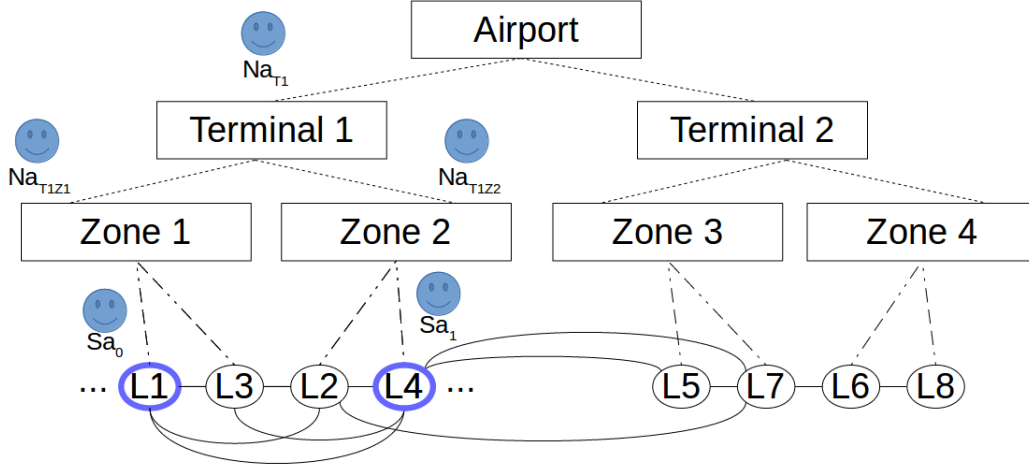 Airport
Na_T1
Terminal 1
Terminal 2
Na_T1Z1
Na_T1Z2
Zone 1
Zone 2
Zone 3
Zone 4
Sa_0
Sa_1
... L1 L3 L2 L4 ... L5 L7 L6 L8